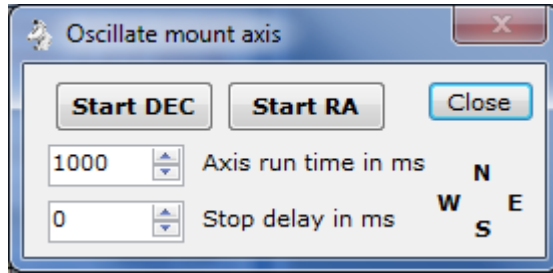 Oscillate mount axis
Start DEC Start RA Close
1000 Axis run time in ms
N
W E
0 Stop delay in ms
S